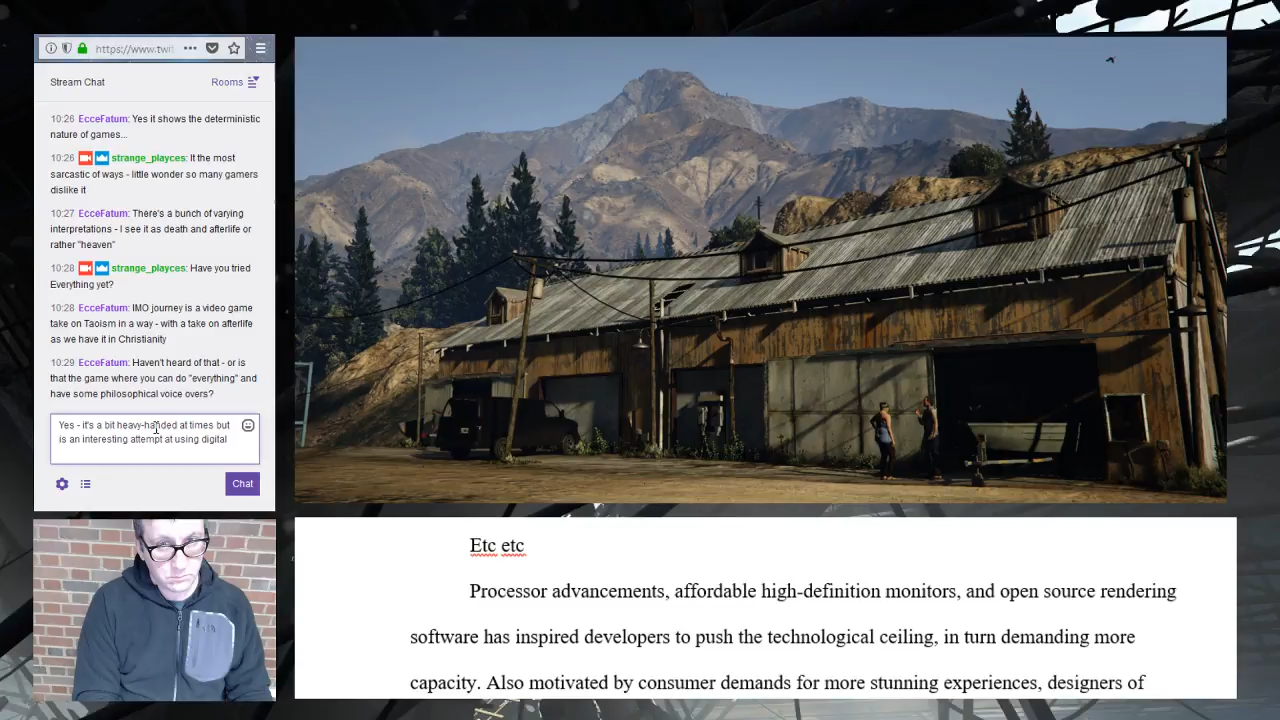 https://www.twit
Stream Chat
Rooms
10:26 EcceFatum: Yes it shows the deterministic
nature of games...
10:26 strange_playces: It the most
sarcastic of ways - little wonder so many gamers
dislike it
10:27 EcceFatum: There's a bunch of varying
interpretations - I see it as death and afterlife or
rather "heaven"
10:28 strange_playces: Have you tried
Everything yet?
10:28 EcceFatum: IMO journey is a video game
take on Taoism in a way - with a take on afterlife
as we have it in Christianity
10:29 EcceFatum: Haven't heard of that - or is
that the game where you can do "everything" and
have some philosophical voice overs?
Yes - it's a bit heavy-handed at times but
is an interesting attempt at using digital
Chat
Etc etc
Processor advancements, affordable high-definition monitors, and open source rendering
software has inspired developers to push the technological ceiling, in turn demanding more
capacity. Also motivated by consumer demands for more stunning experiences, designers of